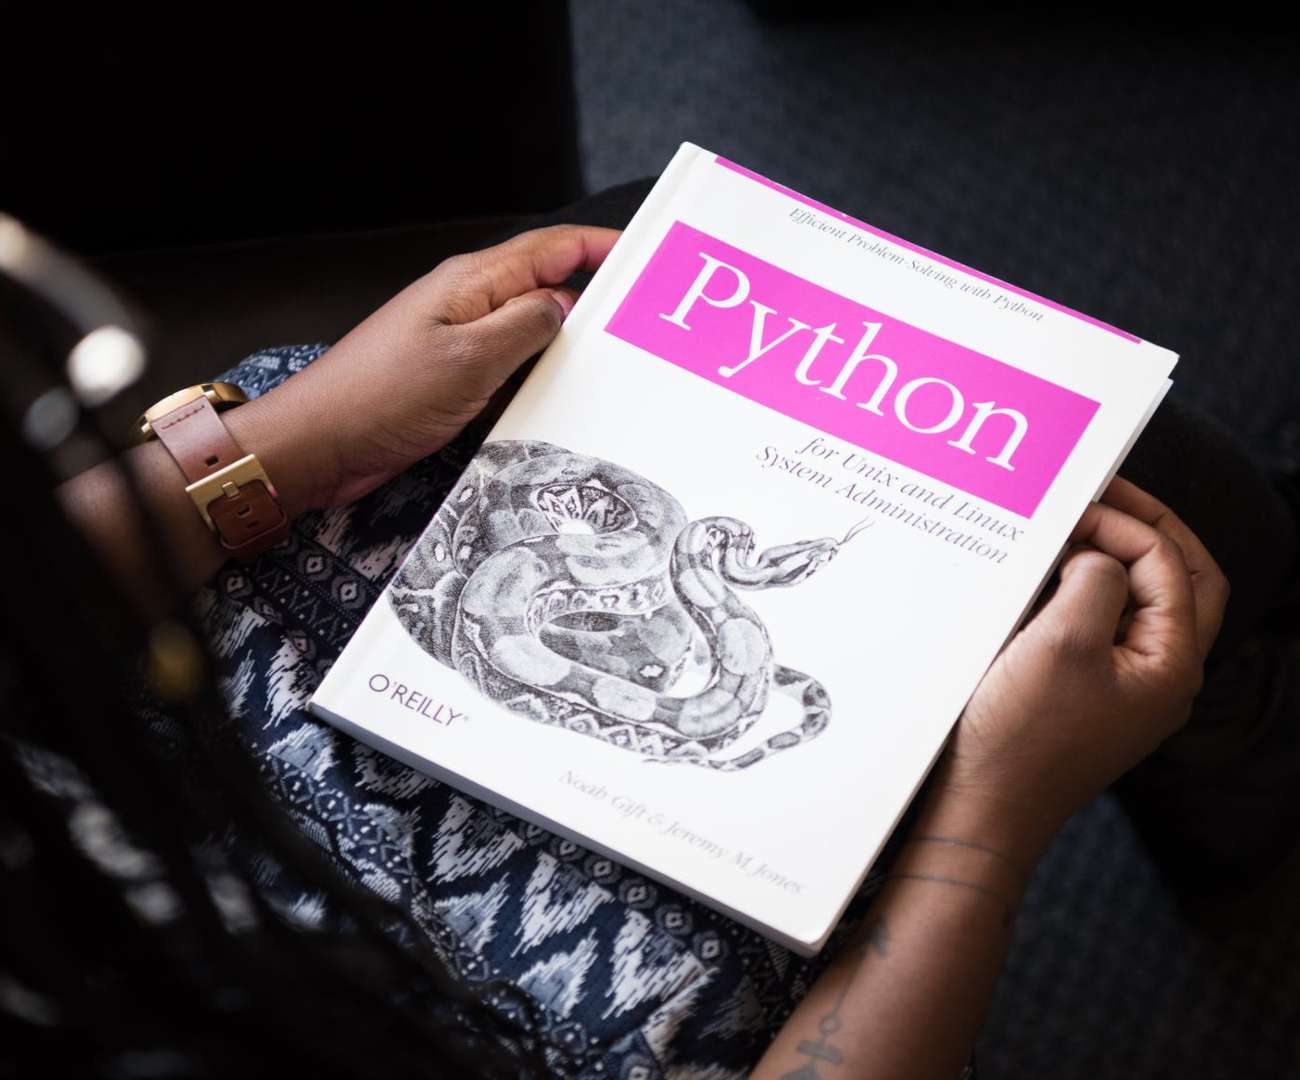 Efficient Problem-Solving with Python
Python
for Unix and Linux
System Administration
O'REILLY®
Noah Gift & Jeremy M. Jones